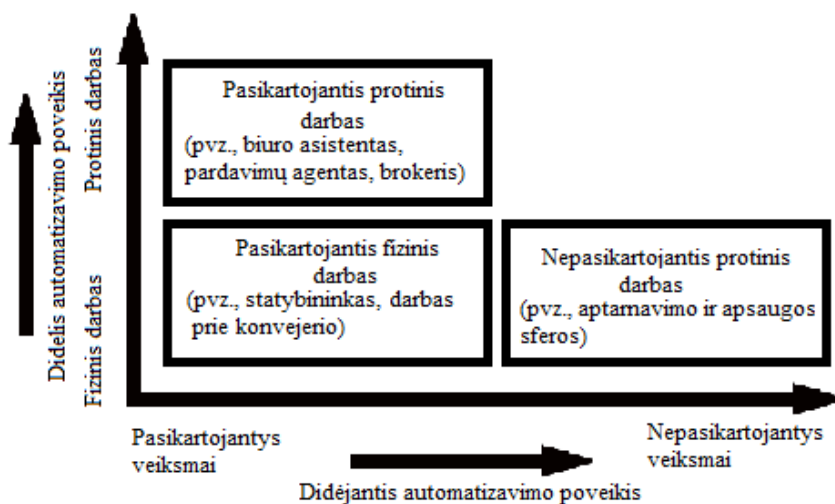 Didelis automatizavimo poveikis
Protinis darbas
Fizinis darbas
Pasikartojantis protinis
darbas
(pvz., biuro asistentas,
pardavimų agentas, brokeris)
Pasikartojantis fizinis
darbas
(pvz., statybininkas, darbas
prie konvejerio)
Nepasikartojantis protinis
darbas
(pvz., aptarnavimo ir apsaugos
sferos)
Pasikartojantys
veiksmai
Nepasikartojantys
veiksmai
Didėjantis automatizavimo poveikis